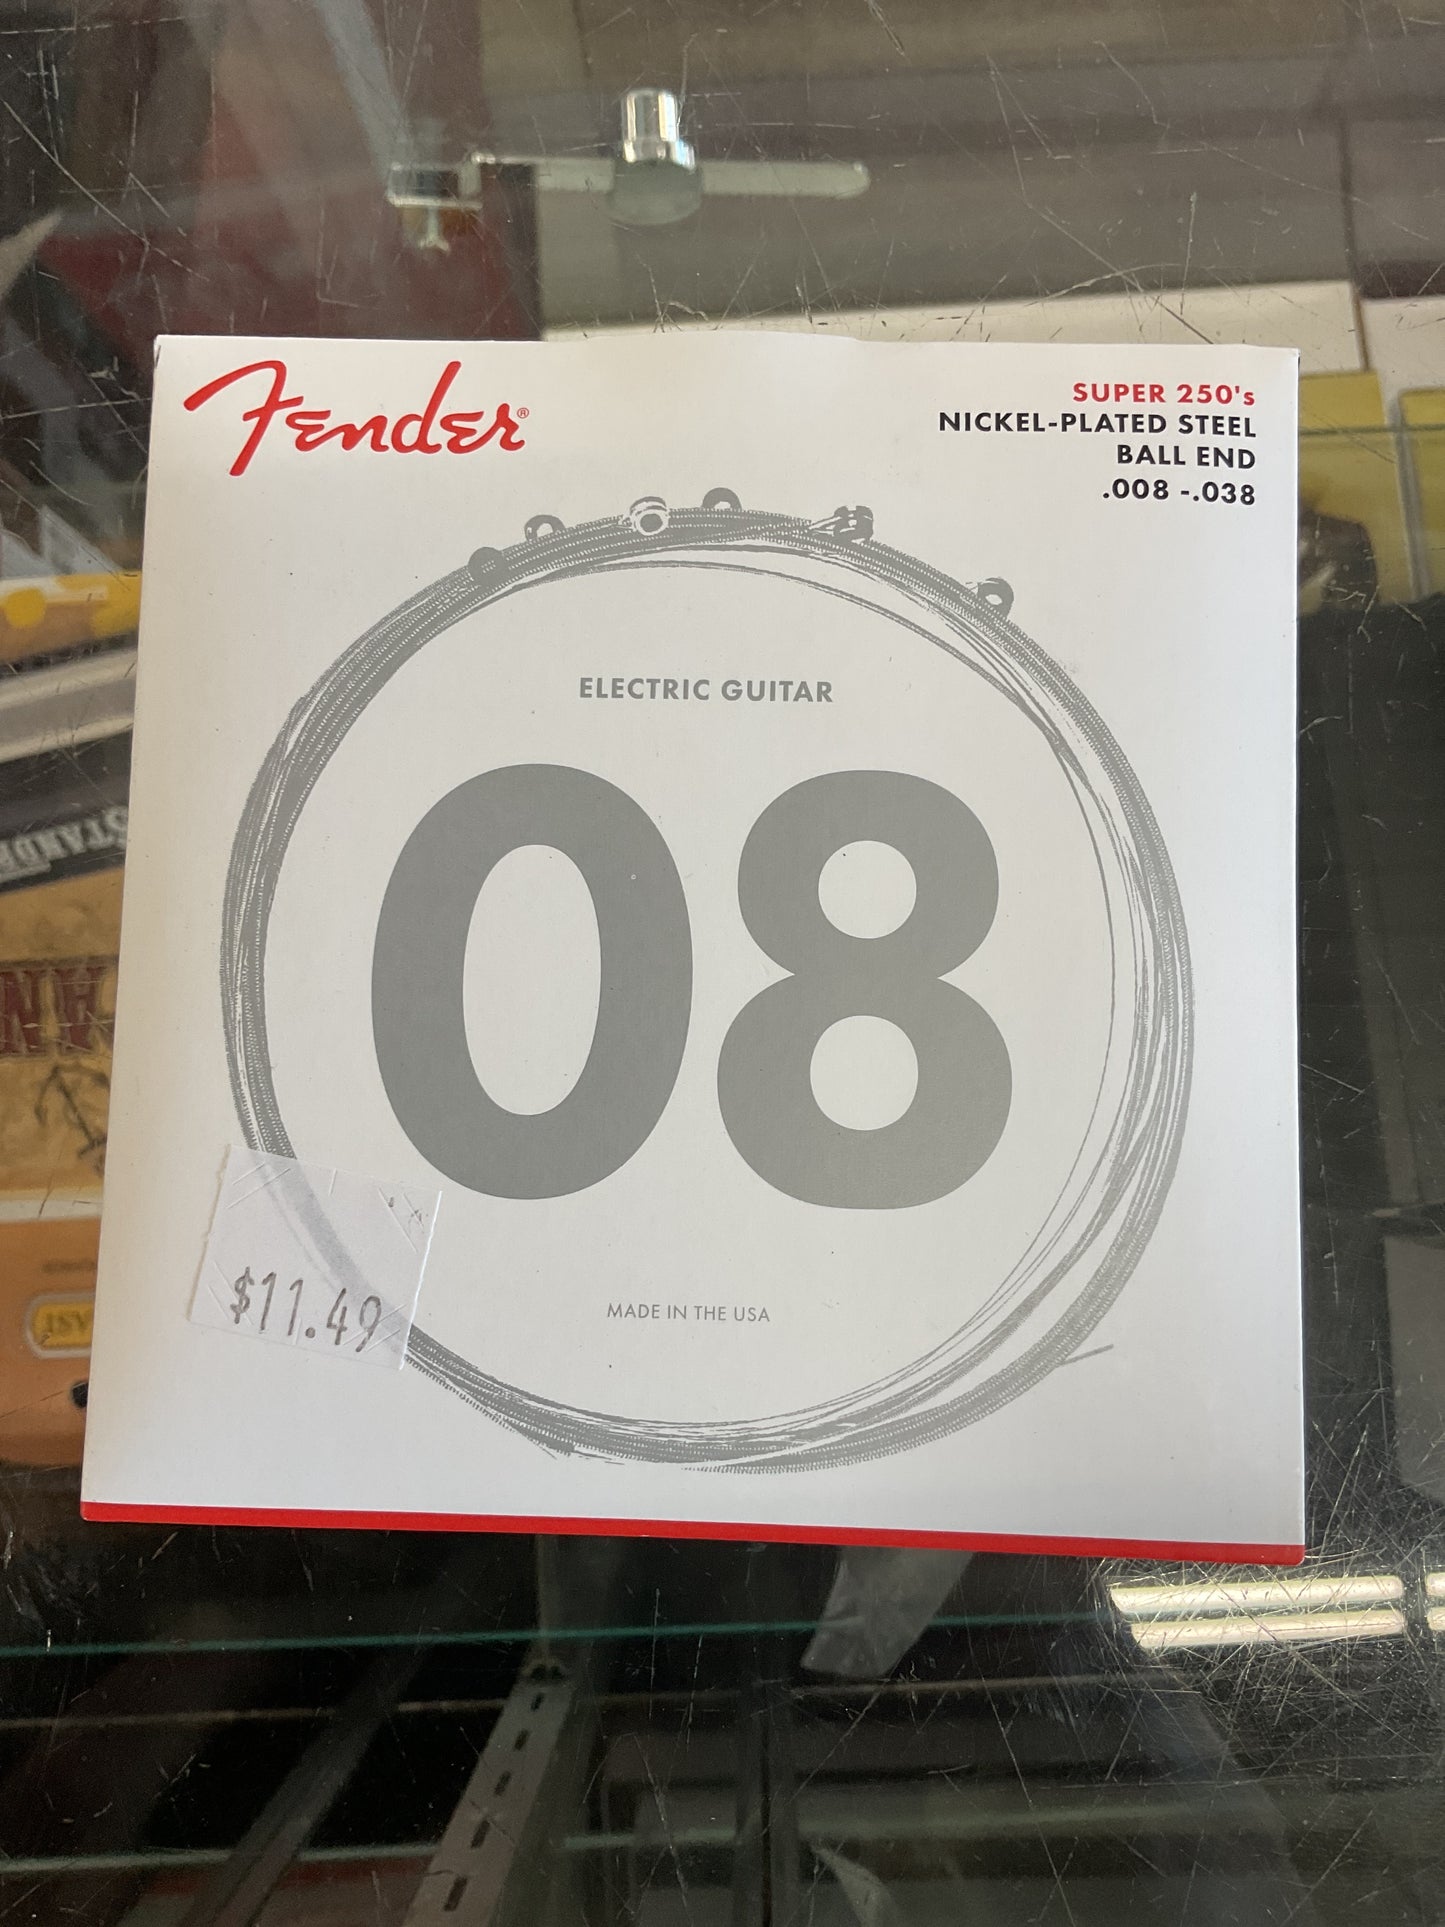 Fender®
SUPER 250's
NICKEL-PLATED STEEL
BALL END
.008 -.038
ELECTRIC GUITAR
08
$11.49
MADE IN THE USA